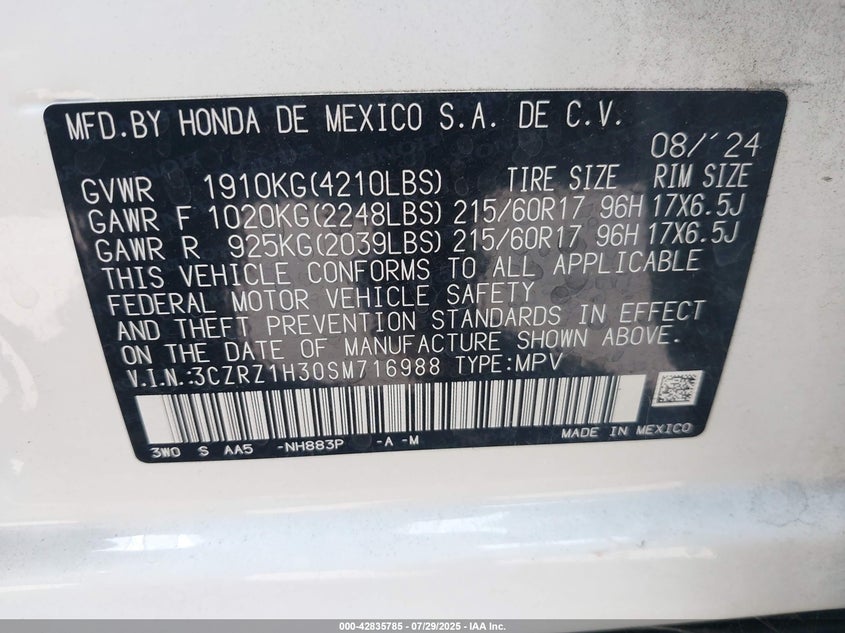 MFD.BY HONDA DE MEXICO S.A. DE C.V.
08/´24
GVWR 1910KG(4210LBS) TIRE SIZE RIM SIZE
GAWR F 1020KG(2248LBS) 215/60R17 96H 17X6.5J
GAWR R 925KG(2039LBS) 215/60R17 96H 17X6.5J
THIS VEHICLE CONFORMS TO ALL APPLICABLE
FEDERAL MOTOR VEHICLE SAFETY
AND THEFT PREVENTION STANDARDS IN EFFECT
ON THE DATE OF MANUFACTURE SHOWN ABOVE.
V.I.N.:3CZRZ1H30SM716988 TYPE:MPV
3W0 S AA5 -NH883P -A -M MADE IN MEXICO
000-42835785 - 07/29/2025 - IAA Inc.